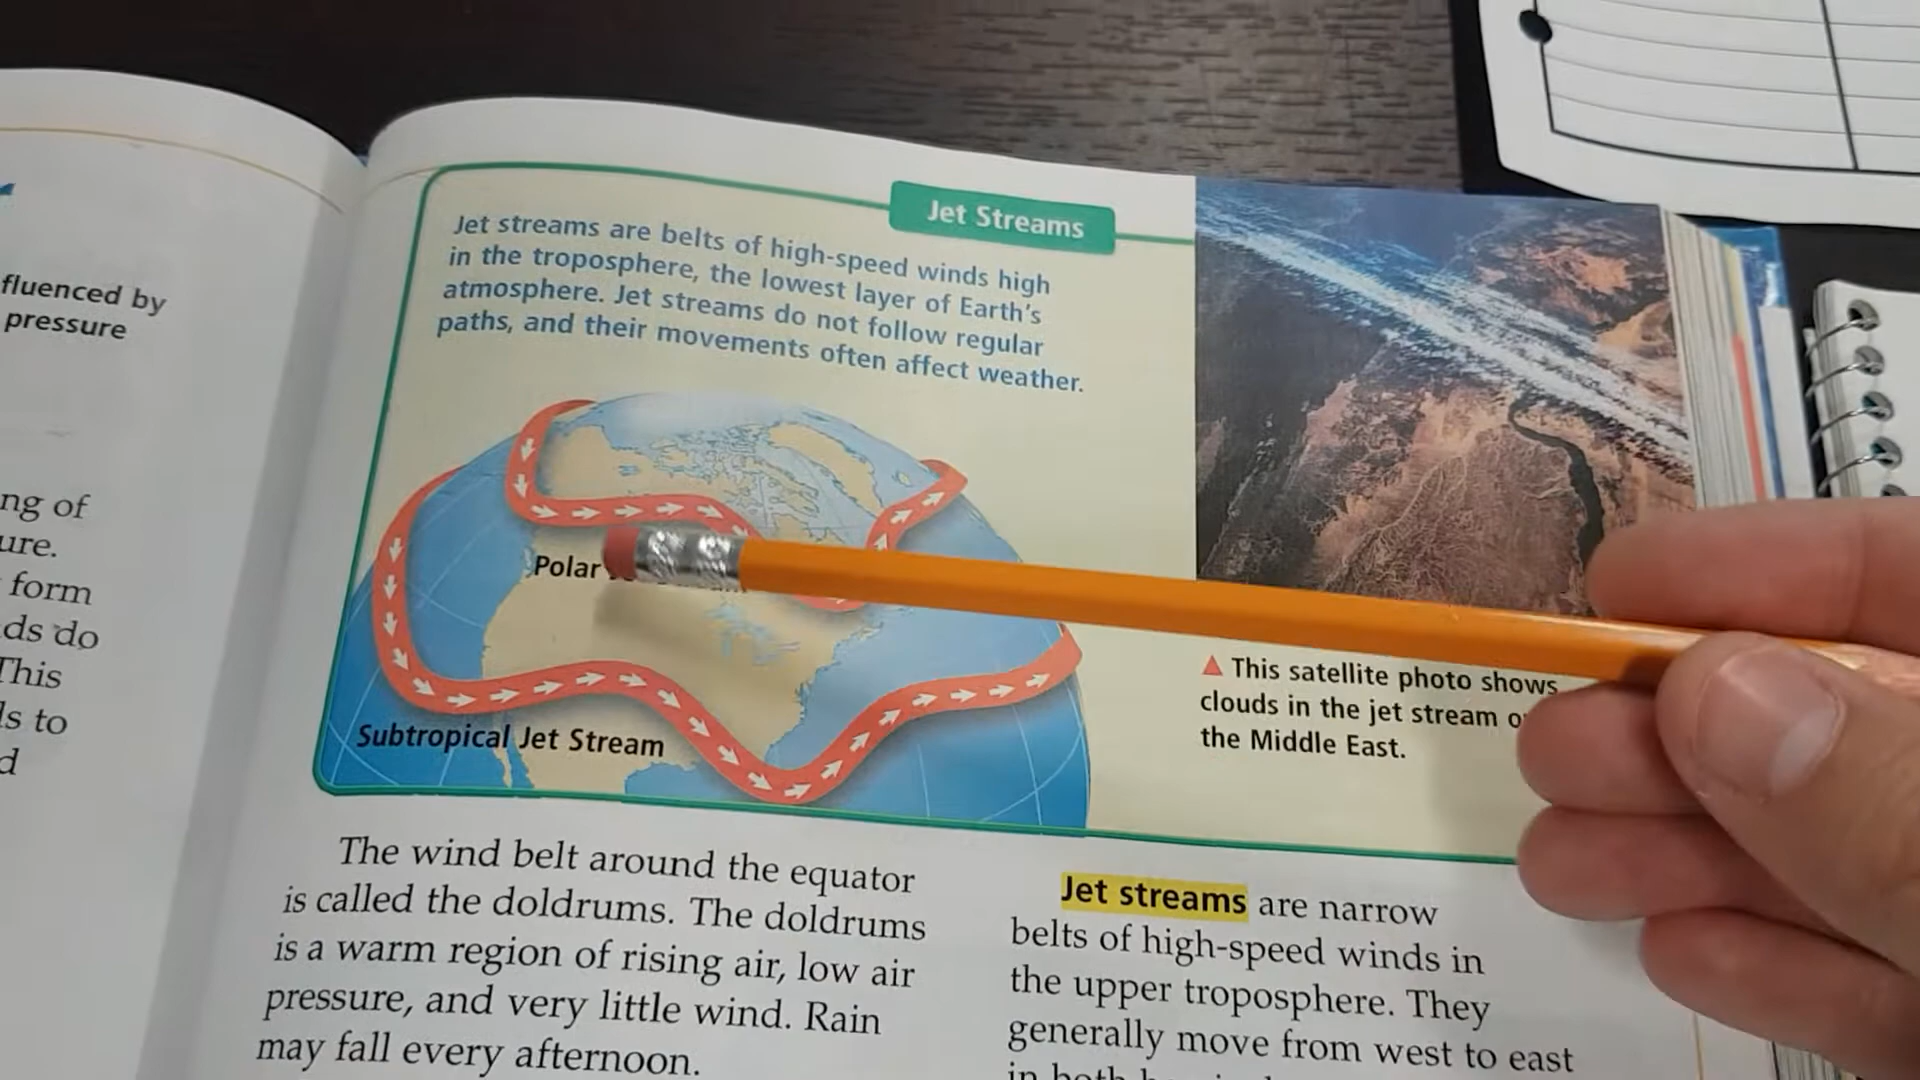 fluenced by
pressure
ng of
ure.
form
ds do
This
ls to
d
Jet Streams
Jet streams are belts of high-speed winds high
in the troposphere, the lowest layer of Earth's
atmosphere. Jet streams do not follow regular
paths, and their movements often affect weather.
Polar
Subtropical Jet Stream
▲ This satellite photo shows
clouds in the jet stream
the Middle East.
The wind belt around the equator
is called the doldrums. The doldrums
is a warm region of rising air, low air
pressure, and very little wind. Rain
may fall every afternoon.
Jet streams are narrow
belts of high-speed winds in
the upper troposphere. They
generally move from west to east
in both